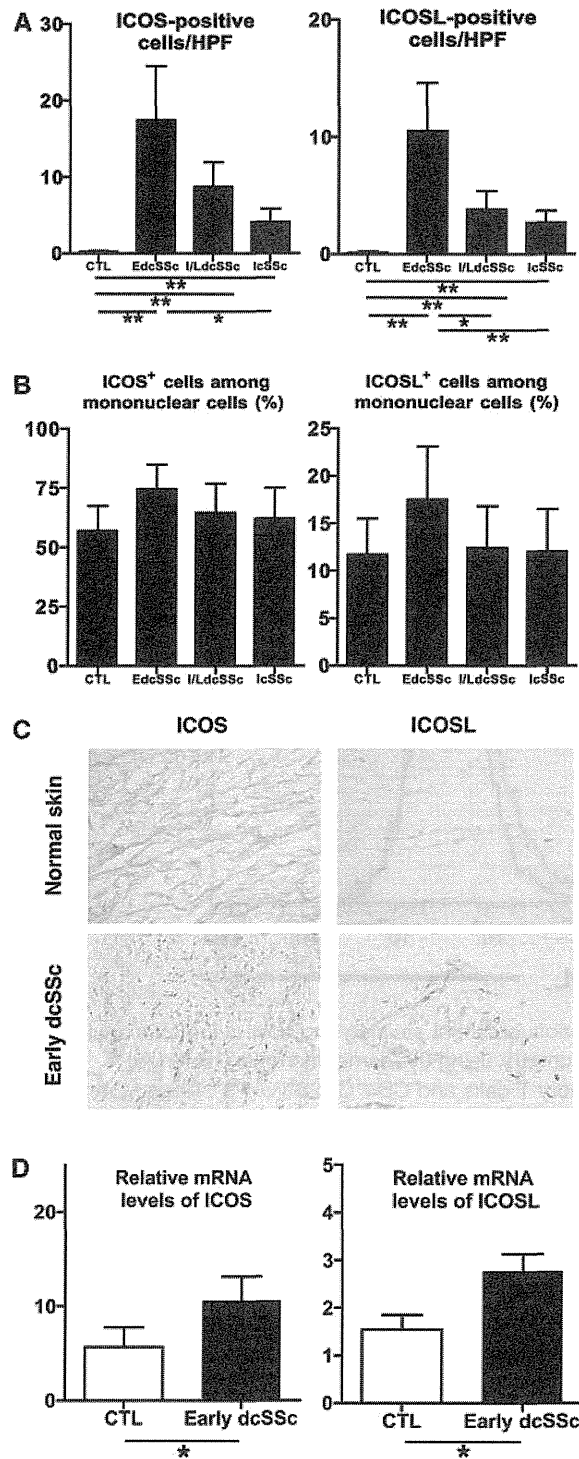 A
ICOS-positive
cells/HPF
30
20
10
0
CTL EdcSSc I/LdcSSc lcSSc
**
**
** *
ICOSL-positive
cells/HPF
20
10
0
CTL EdcSSc I/LdcSSc lcSSc
**
**
** *
**
B
ICOS+ cells among
mononuclear cells (%)
100
75
50
25
0
CTL EdcSSc I/LdcSSc lcSSc
ICOSL+ cells among
mononuclear cells (%)
25
20
15
10
5
0
CTL EdcSSc I/LdcSSc lcSSc
C
ICOS ICOSL
Normal skin
Early dcSSc
D
Relative mRNA
levels of ICOS
20
10
0
CTL Early dcSSc
*
Relative mRNA
levels of ICOSL
5
4
3
2
1
0
CTL Early dcSSc
*